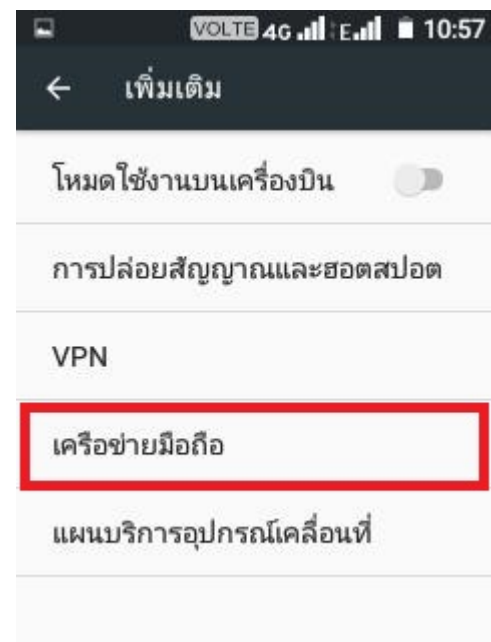 VOLTE 4G E 10:57
เพิ่มเติม
โหมดใช้งานบนเครื่องบิน
การปล่อยสัญญาณและฮอตสปอต
VPN
เครือข่ายมือถือ
แผนบริการอุปกรณ์เคลื่อนที่